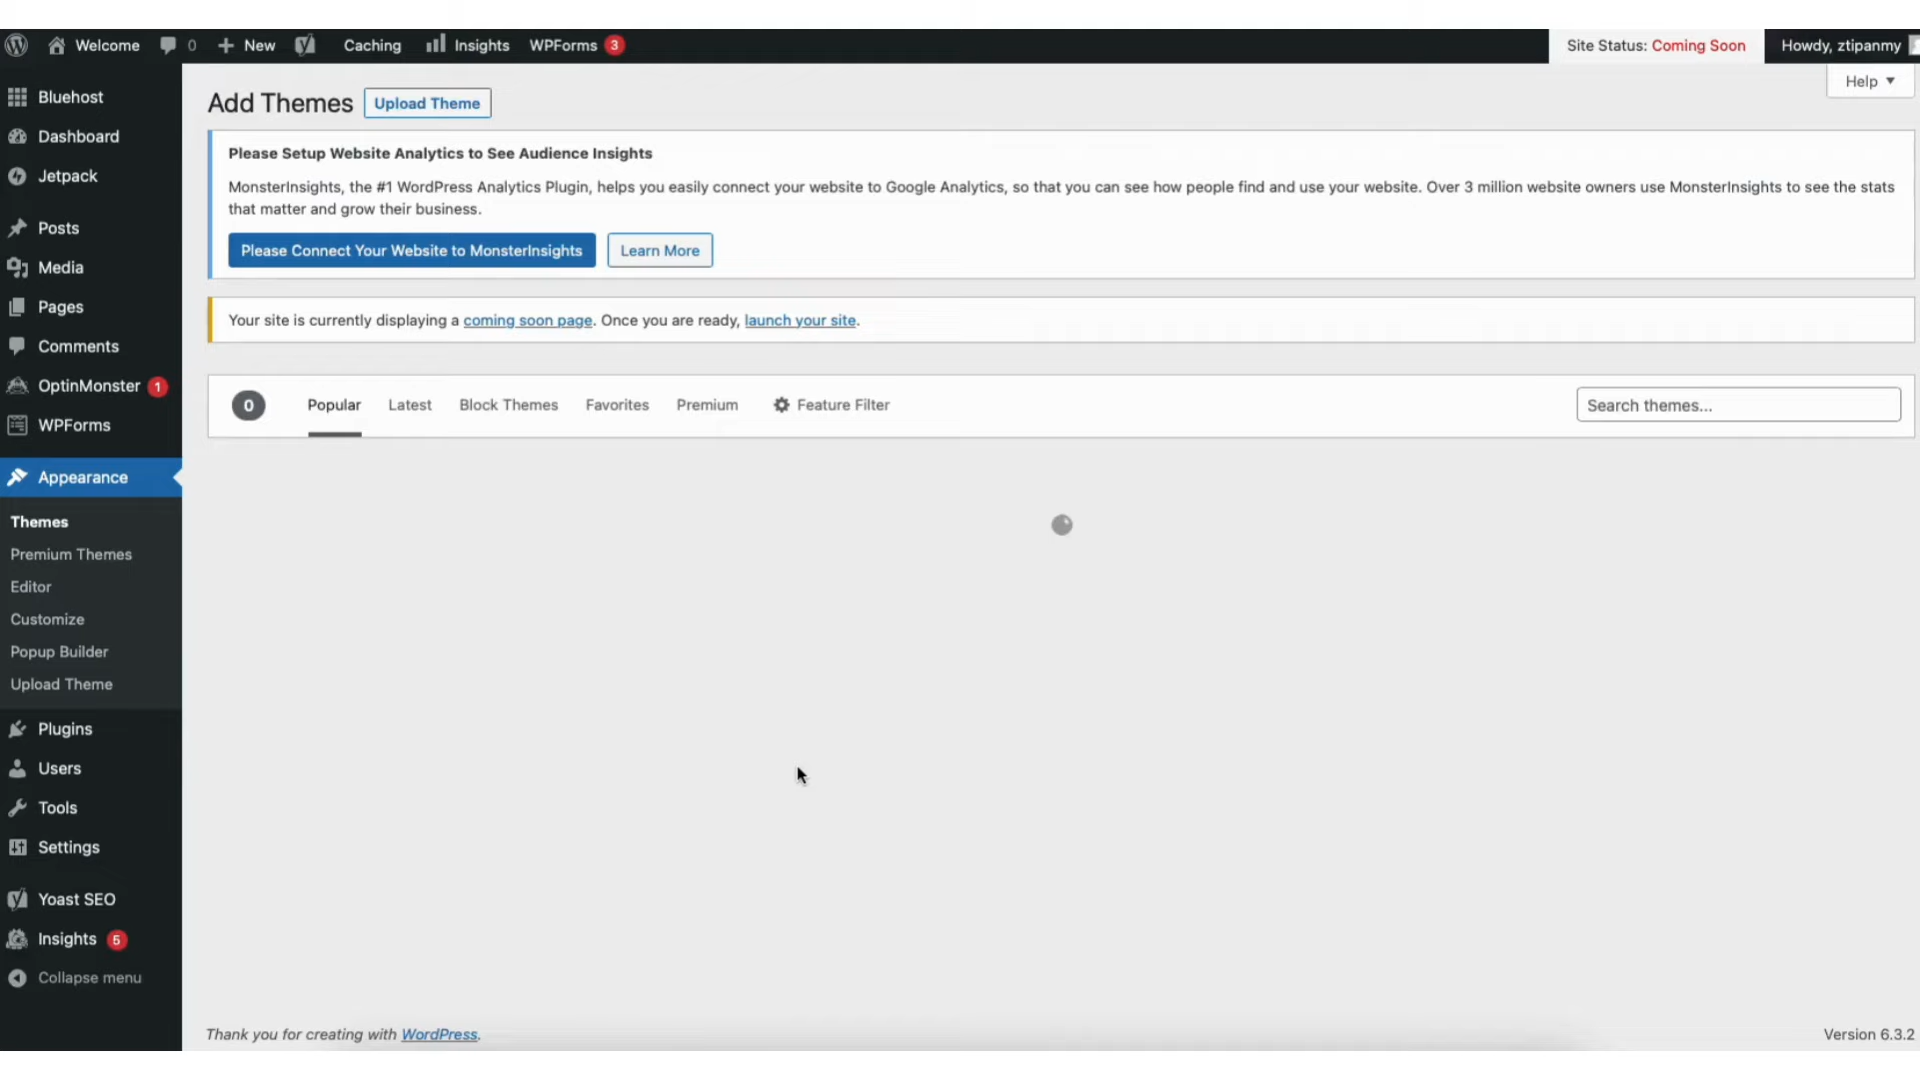 Welcome 0 New Caching Insights WPForms 3 Site Status: Coming Soon Howdy, ztipanmy
Help
Bluehost
Dashboard
Jetpack
Posts
Media
Pages
Comments
OptinMonster 1
WPForms
Appearance
Themes
Premium Themes
Editor
Customize
Popup Builder
Upload Theme
Plugins
Users
Tools
Settings
Yoast SEO
Insights 5
Collapse menu
Add Themes Upload Theme
Please Setup Website Analytics to See Audience Insights
MonsterInsights, the #1 WordPress Analytics Plugin, helps you easily connect your website to Google Analytics, so that you can see how people find and use your website. Over 3 million website owners use MonsterInsights to see the stats
that matter and grow their business.
Please Connect Your Website to MonsterInsights Learn More
Your site is currently displaying a coming soon page. Once you are ready, launch your site.
0 Popular Latest Block Themes Favorites Premium Feature Filter Search themes...
Thank you for creating with WordPress. Version 6.3.2